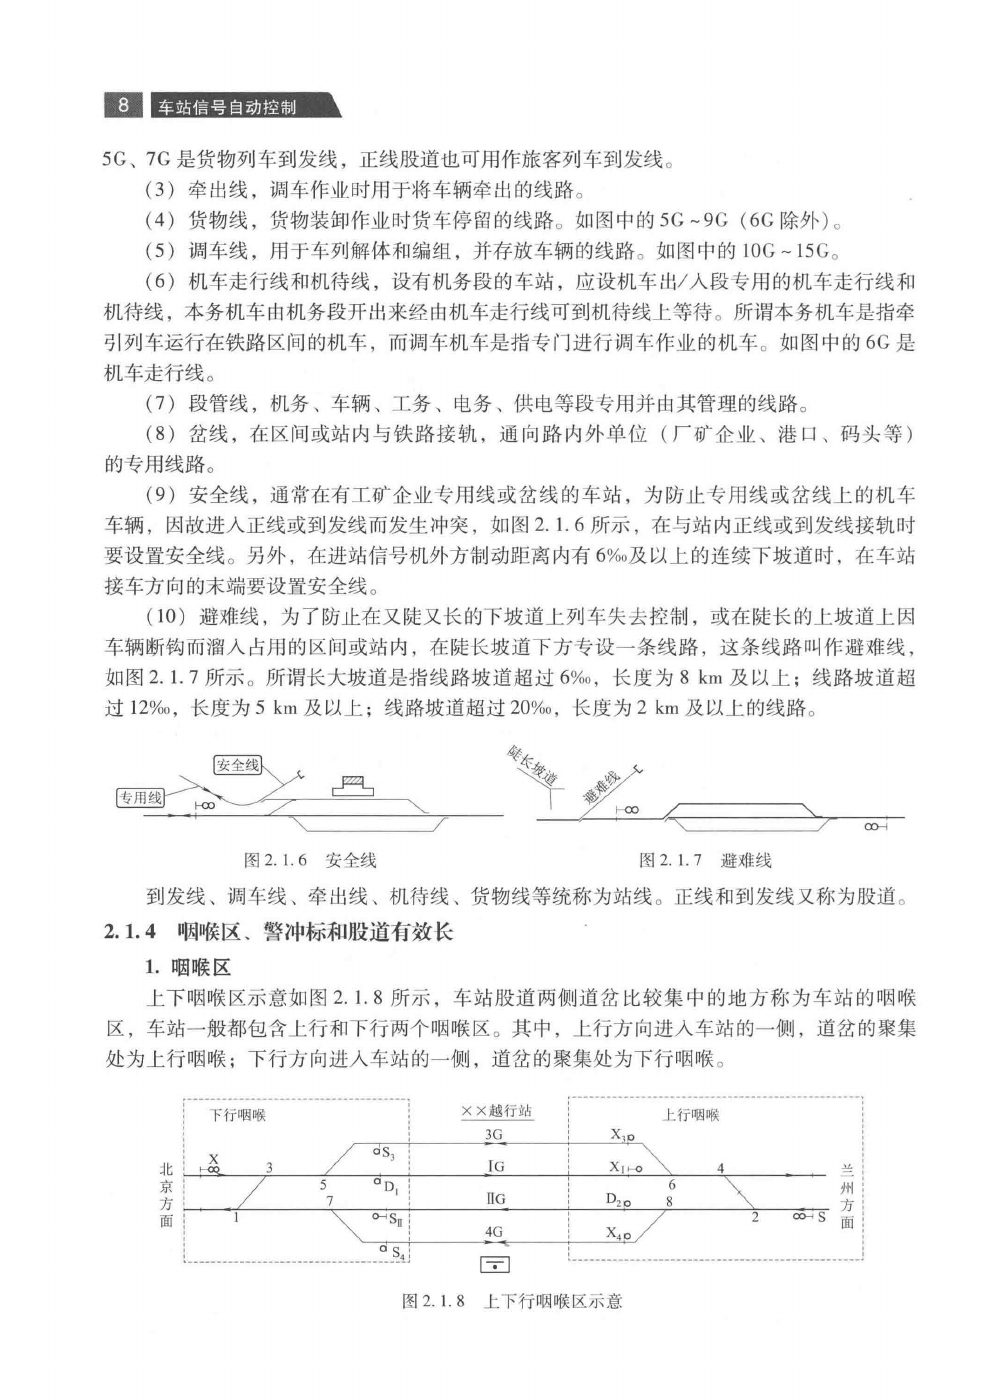 8 车站信号自动控制
5G、7G 是货物列车到发线，正线股道也可用作旅客列车到发线。
（3）牵出线，调车作业时用于将车辆牵出的线路。
（4）货物线，货物装卸作业时货车停留的线路。如图中的 5G ~ 9G（6G 除外）。
（5）调车线，用于车列解体和编组，并存放车辆的线路。如图中的 10G ~ 15G。
（6）机车走行线和机待线，设有机务段的车站，应设机车出/入段专用的机车走行线和
机待线，本务机车由机务段开出来经由机车走行线可到机待线上等待。所谓本务机车是指牵
引列车运行在铁路区间的机车，而调车机车是指专门进行调车作业的机车。如图中的 6G 是
机车走行线。
（7）段管线，机务、车辆、工务、电务、供电等段专用并由其管理的线路。
（8）岔线，在区间或站内与铁路接轨，通向路内外单位（厂矿企业、港口、码头等）
的专用线路。
（9）安全线，通常在有工矿企业专用线或岔线的车站，为防止专用线或岔线上的机车
车辆，因故进入正线或到发线而发生冲突，如图 2.1.6 所示，在与站内正线或到发线接轨时
要设置安全线。另外，在进站信号机外方制动距离内有 6‰及以上的连续下坡道时，在车站
接车方向的末端要设置安全线。
（10）避难线，为了防止在又陡又长的下坡道上列车失去控制，或在陡长的上坡道上因
车辆断钩而溜入占用的区间或站内，在陡长坡道下方专设一条线路，这条线路叫作避难线，
如图 2.1.7 所示。所谓长大坡道是指线路坡道超过 6‰，长度为 8 km 及以上；线路坡道超
过 12‰，长度为 5 km 及以上；线路坡道超过 20‰，长度为 2 km 及以上的线路。
安全线
专用线
陡长坡道
避难线
图 2.1.6 安全线
图 2.1.7 避难线
到发线、调车线、牵出线、机待线、货物线等统称为站线。正线和到发线又称为股道。
2.1.4 咽喉区、警冲标和股道有效长
1. 咽喉区
上下咽喉区示意如图 2.1.8 所示，车站股道两侧道岔比较集中的地方称为车站的咽喉
区，车站一般都包含上行和下行两个咽喉区。其中，上行方向进入车站的一侧，道岔的聚集
处为上行咽喉；下行方向进入车站的一侧，道岔的聚集处为下行咽喉。
下行咽喉 ××越行站 上行咽喉
3G X3
S3
X 3 IG XI 4
5 DI 6
北京方面
兰州方面
7 IIG D2 8
1 SII 2 S
4G X4
S4
图 2.1.8 上下行咽喉区示意